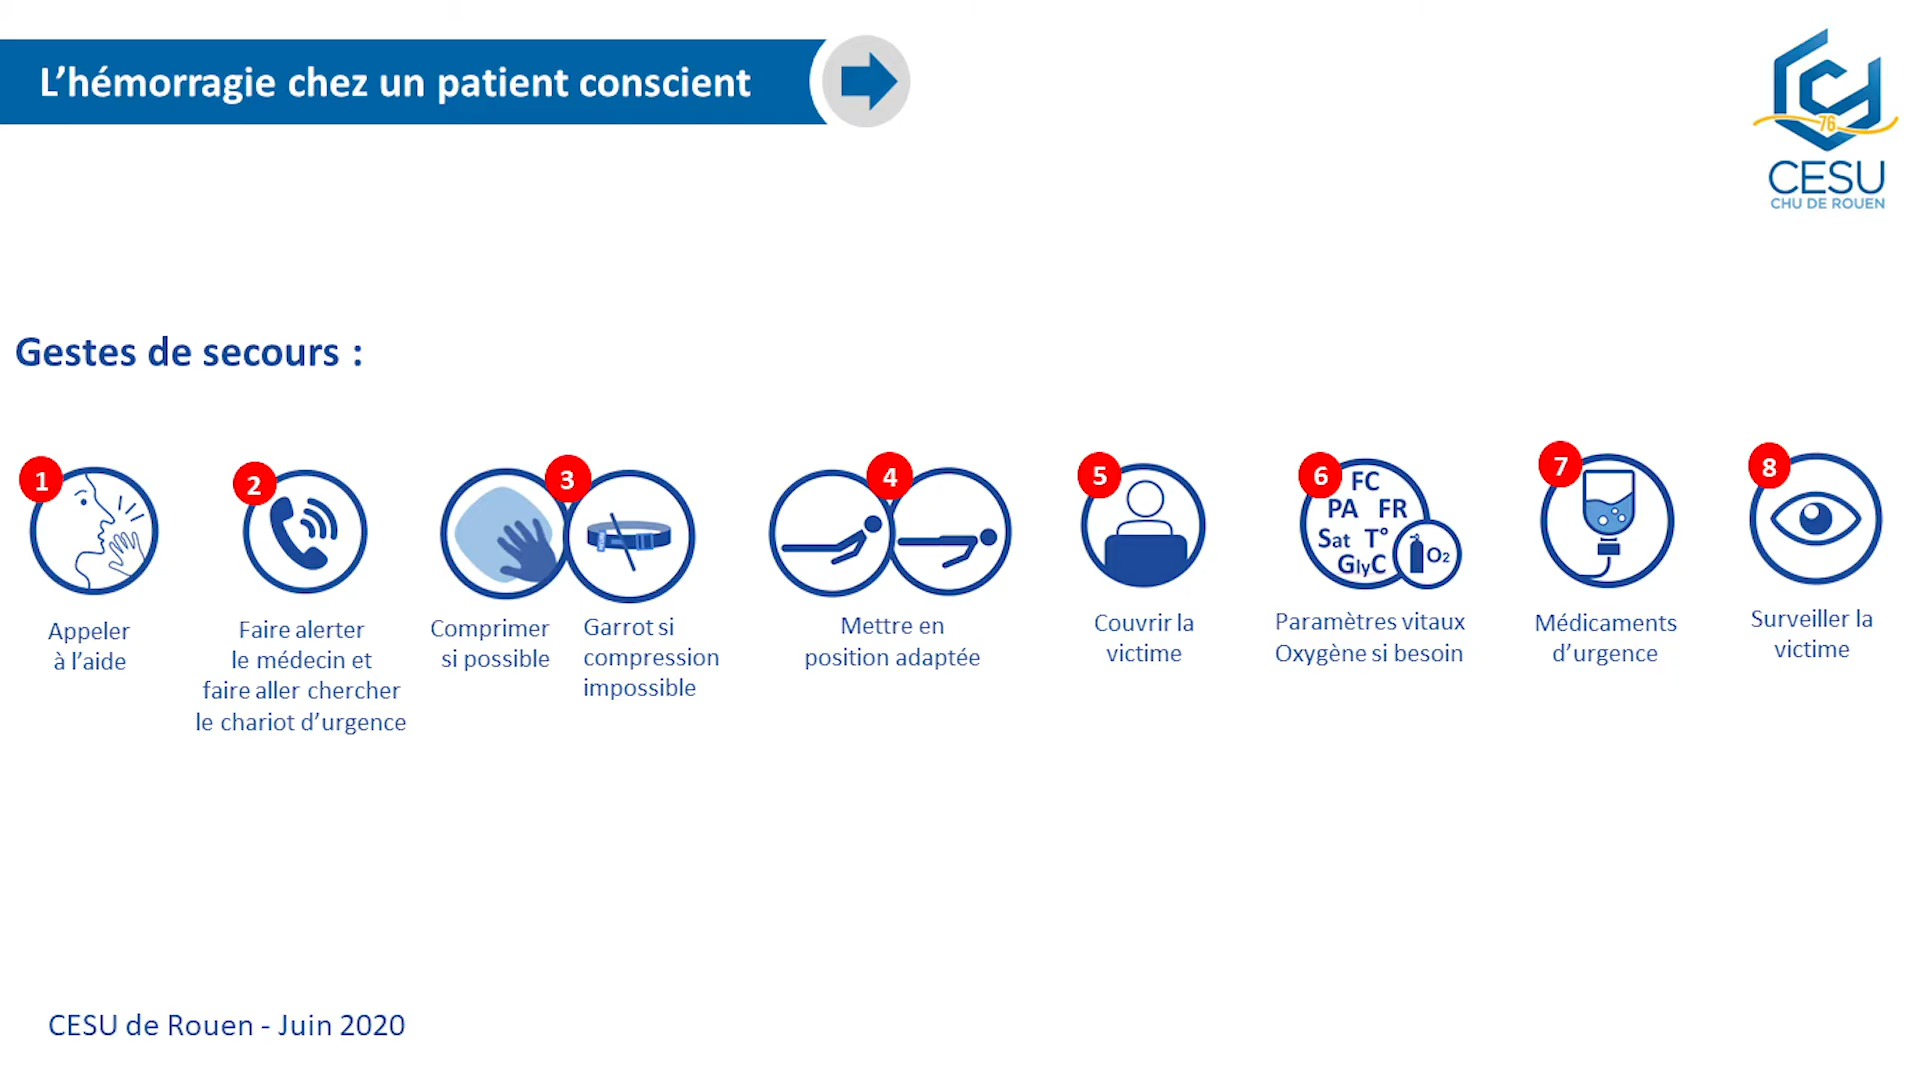 L'hémorragie chez un patient conscient
76
CESU
CHU DE ROUEN
Gestes de secours :
1
Appeler
à l'aide
2
Faire alerter
le médecin et
faire aller chercher
le chariot d'urgence
3
Comprimer
si possible
Garrot si
compression
impossible
4
Mettre en
position adaptée
5
Couvrir la
victime
6
FC
PA FR
Sat T°
GlyC
O2
Paramètres vitaux
Oxygène si besoin
7
Médicaments
d'urgence
8
Surveiller la
victime
CESU de Rouen - Juin 2020